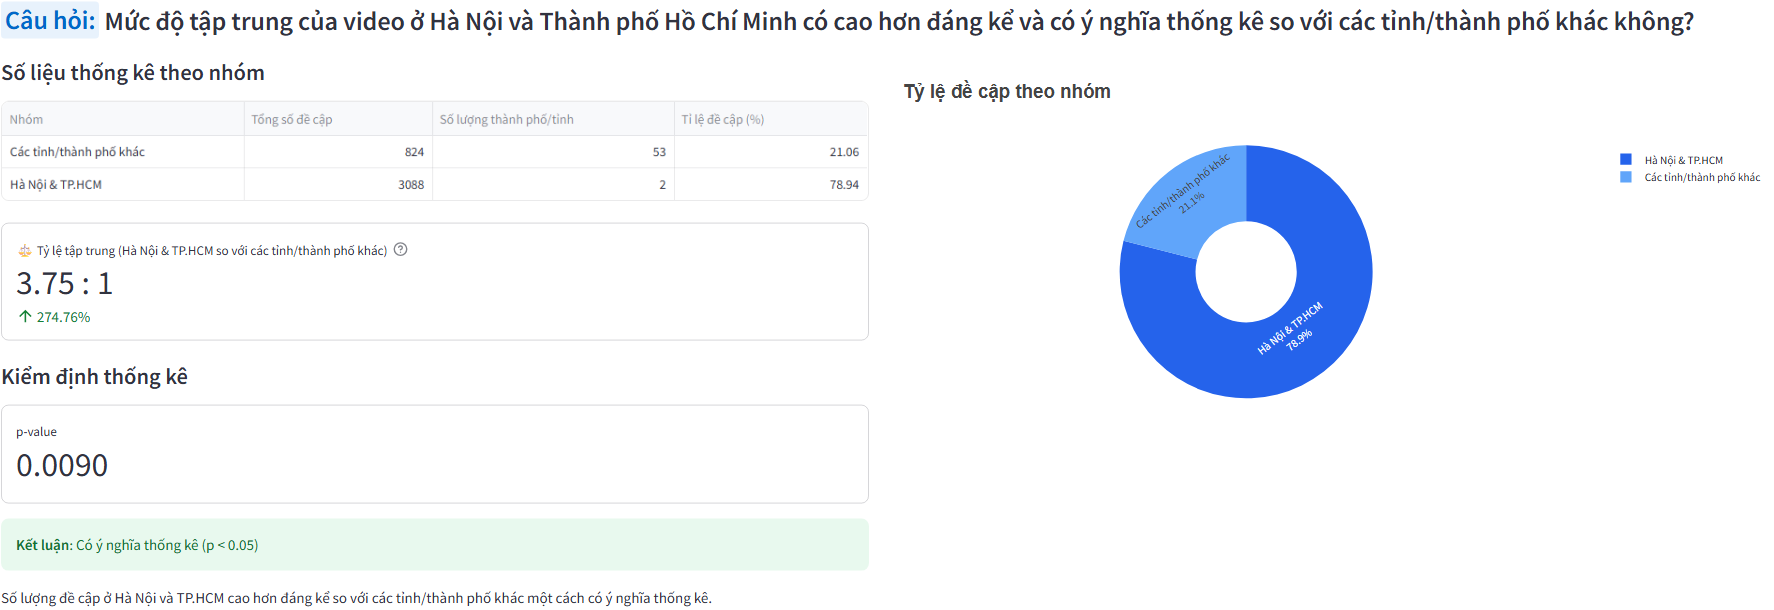 Câu hỏi: Mức độ tập trung của video ở Hà Nội và Thành phố Hồ Chí Minh có cao hơn đáng kể và có ý nghĩa thống kê so với các tỉnh/thành phố khác không?
Số liệu thống kê theo nhóm
Nhóm Tổng số đề cập Số lượng thành phố/tỉnh Tỉ lệ đề cập (%)
Các tỉnh/thành phố khác 824 53 21.06
Hà Nội & TP.HCM 3088 2 78.94
Tỷ lệ tập trung (Hà Nội & TP.HCM so với các tỉnh/thành phố khác)
3.75 : 1
↑ 274.76%
Kiểm định thống kê
p-value
0.0090
Kết luận: Có ý nghĩa thống kê (p < 0.05)
Số lượng đề cập ở Hà Nội và TP.HCM cao hơn đáng kể so với các tỉnh/thành phố khác một cách có ý nghĩa thống kê.
Tỷ lệ đề cập theo nhóm
Các tỉnh/thành phố khác
21.1%
Hà Nội & TP.HCM
78.9%
Hà Nội & TP.HCM
Các tỉnh/thành phố khác